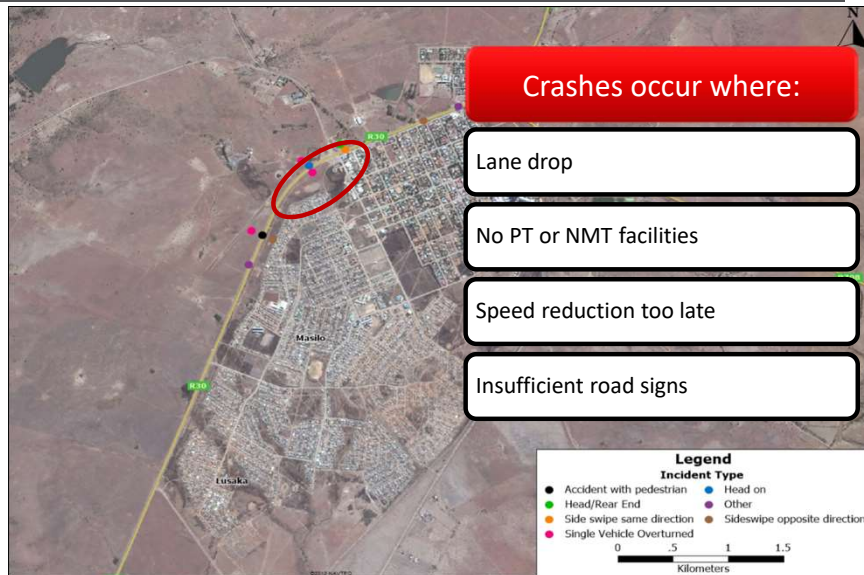 N
Crashes occur where:
R30
Lane drop
No PT or NMT facilities
Speed reduction too late
Masilo
Insufficient road signs
R30
Lusaka
Legend
Incident Type
Accident with pedestrian
Head on
Head/Rear End
Other
Side swipe same direction
Sideswipe opposite direction
Single Vehicle Overturned
0 .5 1 1.5
Kilometers